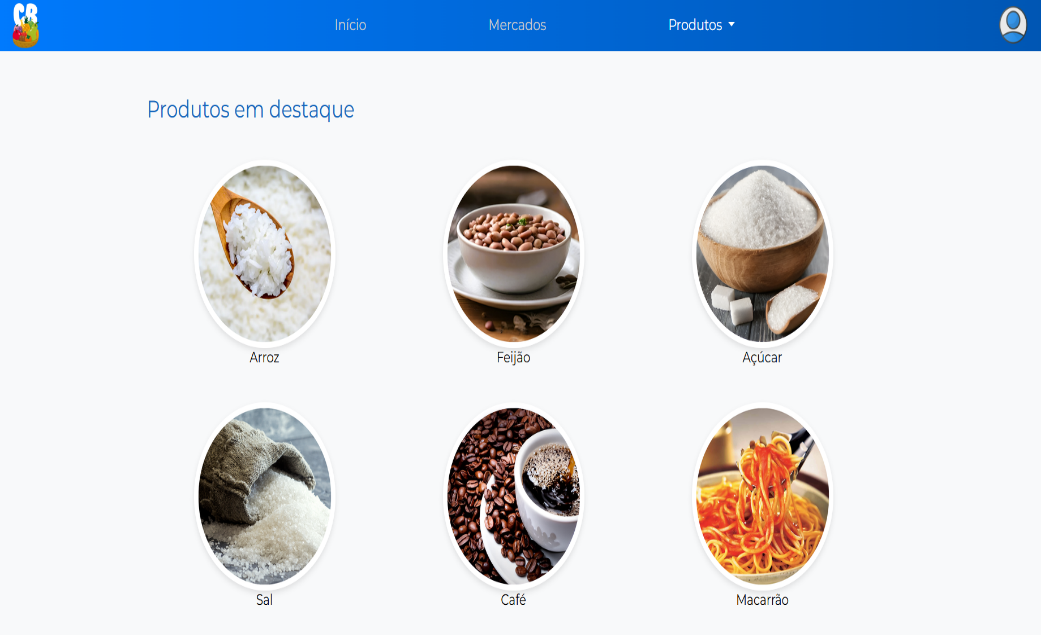 CB
Início
Mercados
Produtos
Produtos em destaque
Arroz
Feijão
Açúcar
Sal
Café
Macarrão